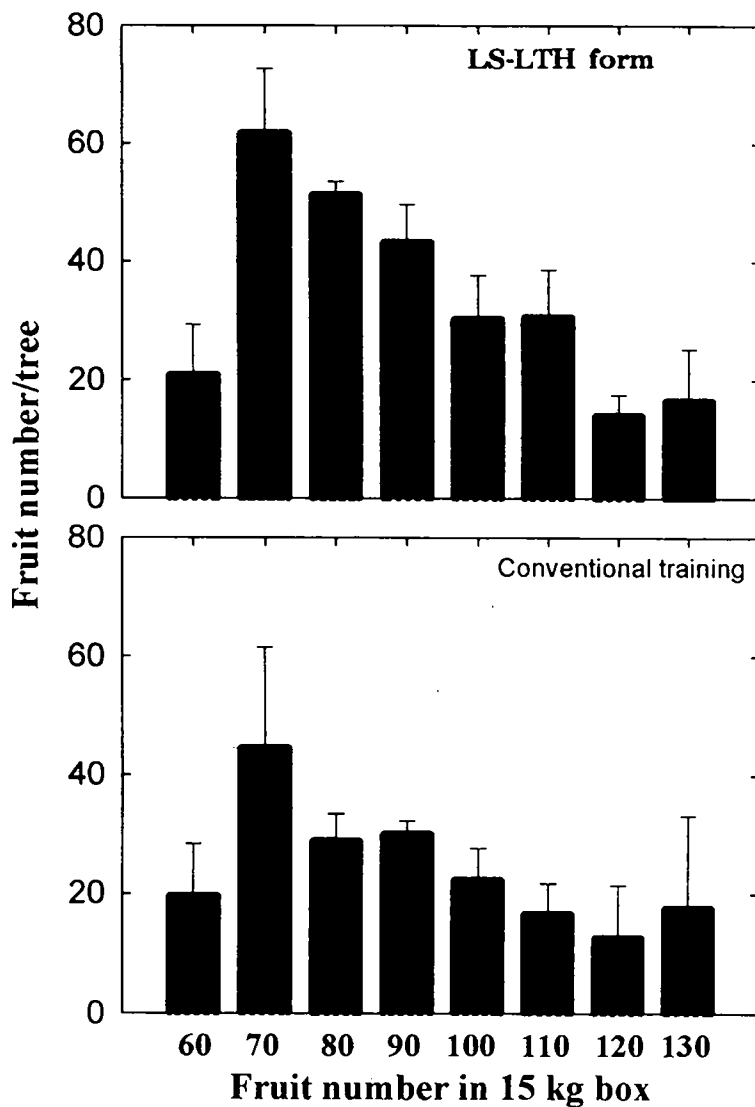 80
LS-LTH form
60
40
20
0
Fruit number/tree
80
Conventional training
60
40
20
0
60 70 80 90 100 110 120 130
Fruit number in 15 kg box